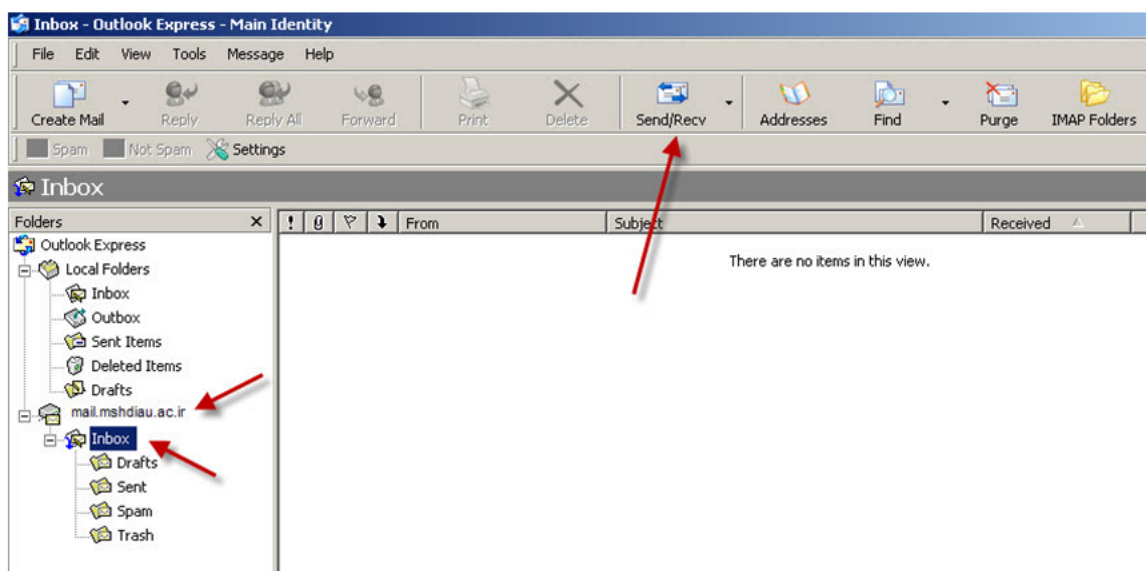 Inbox - Outlook Express - Main Identity
File Edit View Tools Message Help
Create Mail Reply Reply All Forward Print Delete Send/Recv Addresses Find Purge IMAP Folders
Spam Not Spam Settings
Inbox
Folders x ! From Subject Received
Outlook Express
There are no items in this view.
Local Folders
Inbox
Outbox
Sent Items
Deleted Items
Drafts
mail.mshdiau.ac.ir
Inbox
Drafts
Sent
Spam
Trash